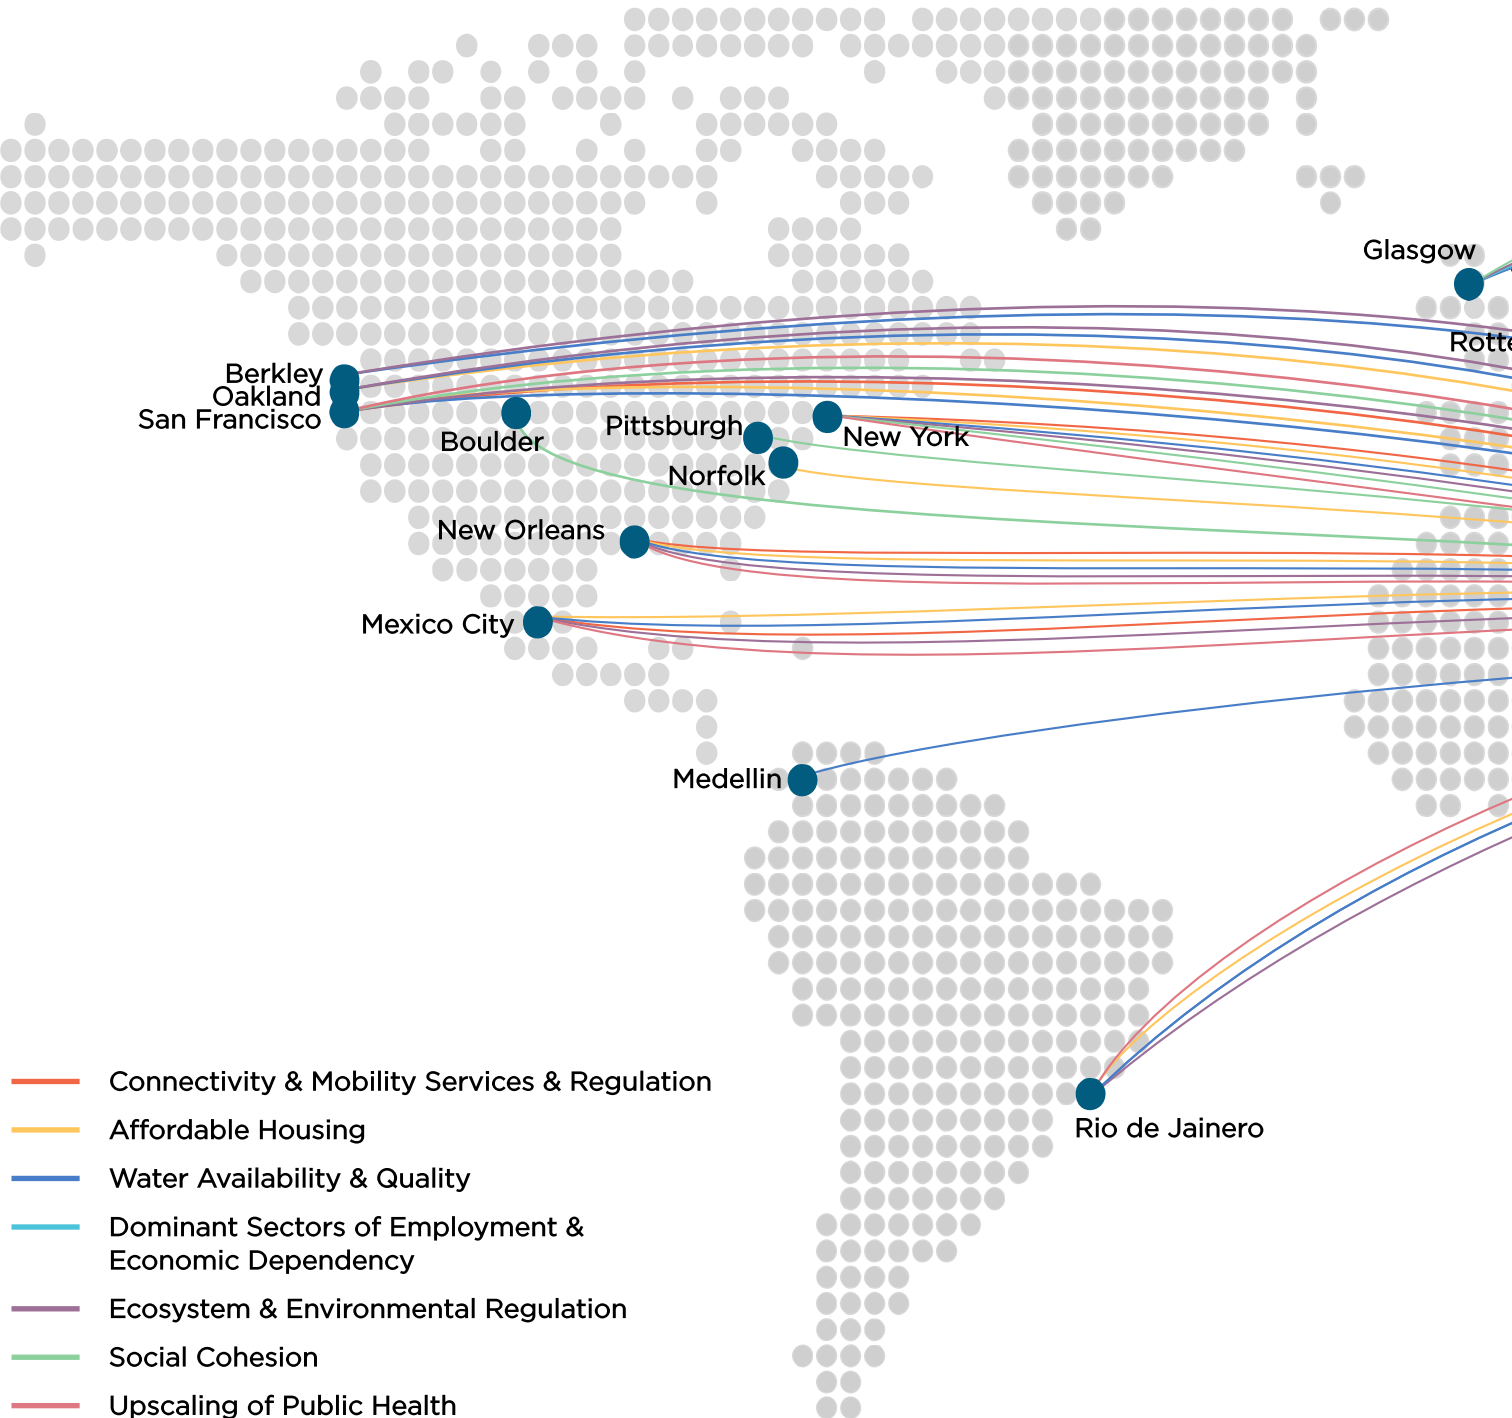 Glasgow
Rotte
Berkley
Oakland
San Francisco
Boulder
Pittsburgh
New York
Norfolk
New Orleans
Mexico City
Medellin
Rio de Jainero
Connectivity & Mobility Services & Regulation
Affordable Housing
Water Availability & Quality
Dominant Sectors of Employment &
Economic Dependency
Ecosystem & Environmental Regulation
Social Cohesion
Upscaling of Public Health